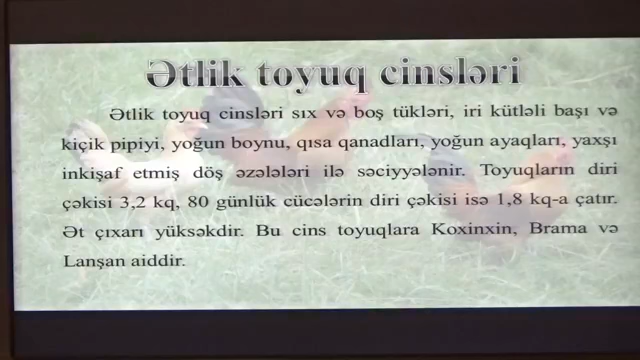 Ətlik toyuq cinsləri
Ətlik toyuq cinsləri sıx və boş tükləri, iri kütləli başı və
kiçik pipiyi, yoğun boynu, qısa qanadları, yoğun ayaqları, yaxşı
inkişaf etmiş döş əzələləri ilə səciyyələnir. Toyuqların diri
çəkisi 3,2 kq, 80 günlük cücələrin diri çəkisi isə 1,8 kq-a çatır.
Ət çıxarı yüksəkdir. Bu cins toyuqlara Koxinxin, Brama və
Lanşan aiddir.